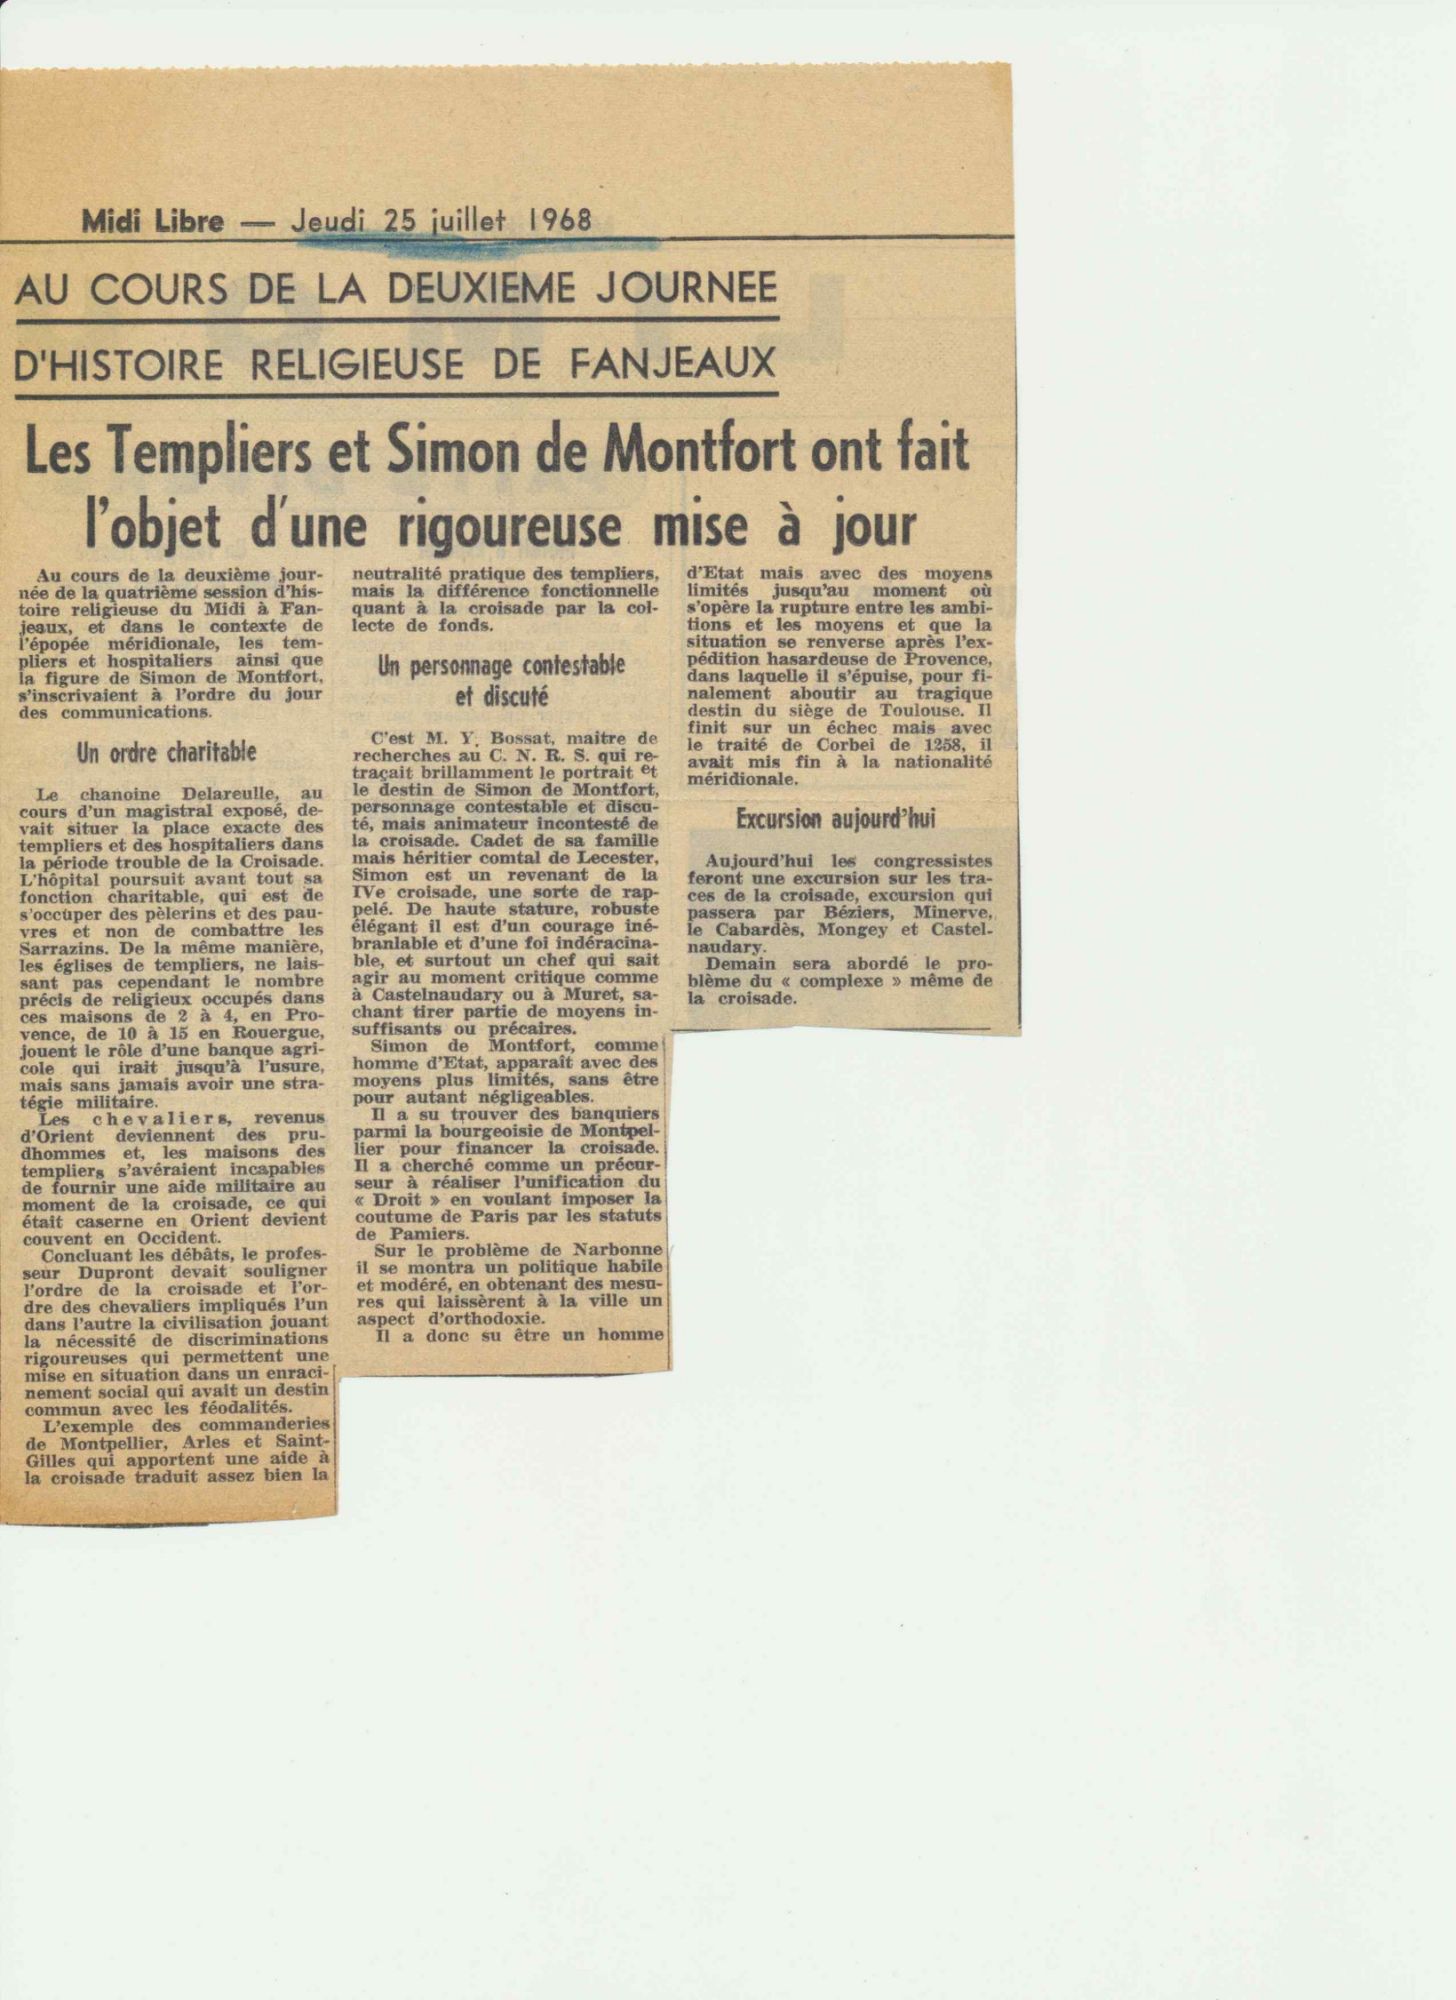 Midi Libre — Jeudi 25 juillet 1968
AU COURS DE LA DEUXIEME JOURNEE
D'HISTOIRE RELIGIEUSE DE FANJEAUX
Les Templiers et Simon de Montfort ont fait
l'objet d'une rigoureuse mise à jour
Au cours de la deuxième jour-
née de la quatrième session d'his-
toire religieuse du Midi à Fan-
jeaux, et dans le contexte de
l'épopée méridionale, les tem-
pliers et hospitaliers ainsi que
la figure de Simon de Montfort,
s'inscrivaient à l'ordre du jour
des communications.
Un ordre charitable
Le chanoine Delareulle, au
cours d'un magistral exposé, de-
vait situer la place exacte des
templiers et des hospitaliers dans
la période trouble de la Croisade.
L'hôpital poursuit avant tout sa
fonction charitable, qui est de
s'occuper des pèlerins et des pau-
vres et non de combattre les
Sarrazins. De la même manière,
les églises de templiers, ne lais-
sant pas cependant le nombre
précis de religieux occupés dans
ces maisons de 2 à 4, en Pro-
vence, de 10 à 15 en Rouergue,
jouent le rôle d'une banque agri-
cole qui irait jusqu'à l'usure,
mais sans jamais avoir une stra-
tégie militaire.
Les chevaliers, revenus
d'Orient deviennent des pru-
dhommes et, les maisons des
templiers s'avéraient incapables
de fournir une aide militaire au
moment de la croisade, ce qui
était caserne en Orient devient
couvent en Occident.
Concluant les débâts, le profes-
seur Dupront devait souligner
l'ordre de la croisade et l'or-
dre des chevaliers impliqués l'un
dans l'autre la civilisation jouant
la nécessité de discriminations
rigoureuses qui permettent une
mise en situation dans un enraci-
nement social qui avait un destin
commun avec les féodalités.
L'exemple des commanderies
de Montpellier, Arles et Saint-
Gilles qui apportent une aide à
la croisade traduit assez bien la
neutralité pratique des templiers,
mais la différence fonctionnelle
quant à la croisade par la col-
lecte de fonds.
Un personnage contestable
et discuté
C'est M. Y. Bossat, maître de
recherches au C. N. R. S. qui re-
traçait brillamment le portrait et
le destin de Simon de Montfort,
personnage contestable et discu-
té, mais animateur incontesté de
la croisade. Cadet de sa famille
mais héritier comtal de Lecester,
Simon est un revenant de la
IVe croisade, une sorte de rap-
pelé. De haute stature, robuste
élégant il est d'un courage iné-
branlable et d'une foi indéracina-
ble, et surtout un chef qui sait
agir au moment critique comme
à Castelnaudary ou à Muret, sa-
chant tirer partie de moyens in-
suffisants ou précaires.
Simon de Montfort, comme
homme d'Etat, apparaît avec des
moyens plus limités, sans être
pour autant négligeables.
Il a su trouver des banquiers
parmi la bourgeoisie de Montpel-
lier pour financer la croisade.
Il a cherché comme un précur-
seur à réaliser l'unification du
« Droit » en voulant imposer la
coutume de Paris par les statuts
de Pamiers.
Sur le problème de Narbonne
il se montra un politique habile
et modéré, en obtenant des mesu-
res qui laissèrent à la ville un
aspect d'orthodoxie.
Il a donc su être un homme
d'Etat mais avec des moyens
limités jusqu'au moment où
s'opère la rupture entre les ambi-
tions et les moyens et que la
situation se renverse après l'ex-
pédition hasardeuse de Provence,
dans laquelle il s'épuise, pour fi-
nalement aboutir au tragique
destin du siège de Toulouse. Il
finit sur un échec mais avec
le traité de Corbei de 1258, il
avait mis fin à la nationalité
méridionale.
Excursion aujourd'hui
Aujourd'hui les congressistes
feront une excursion sur les tra-
ces de la croisade, excursion qui
passera par Béziers, Minerve,
le Cabardès, Mongey et Castel-
naudary.
Demain sera abordé le pro-
blème du « complexe » même de
la croisade.